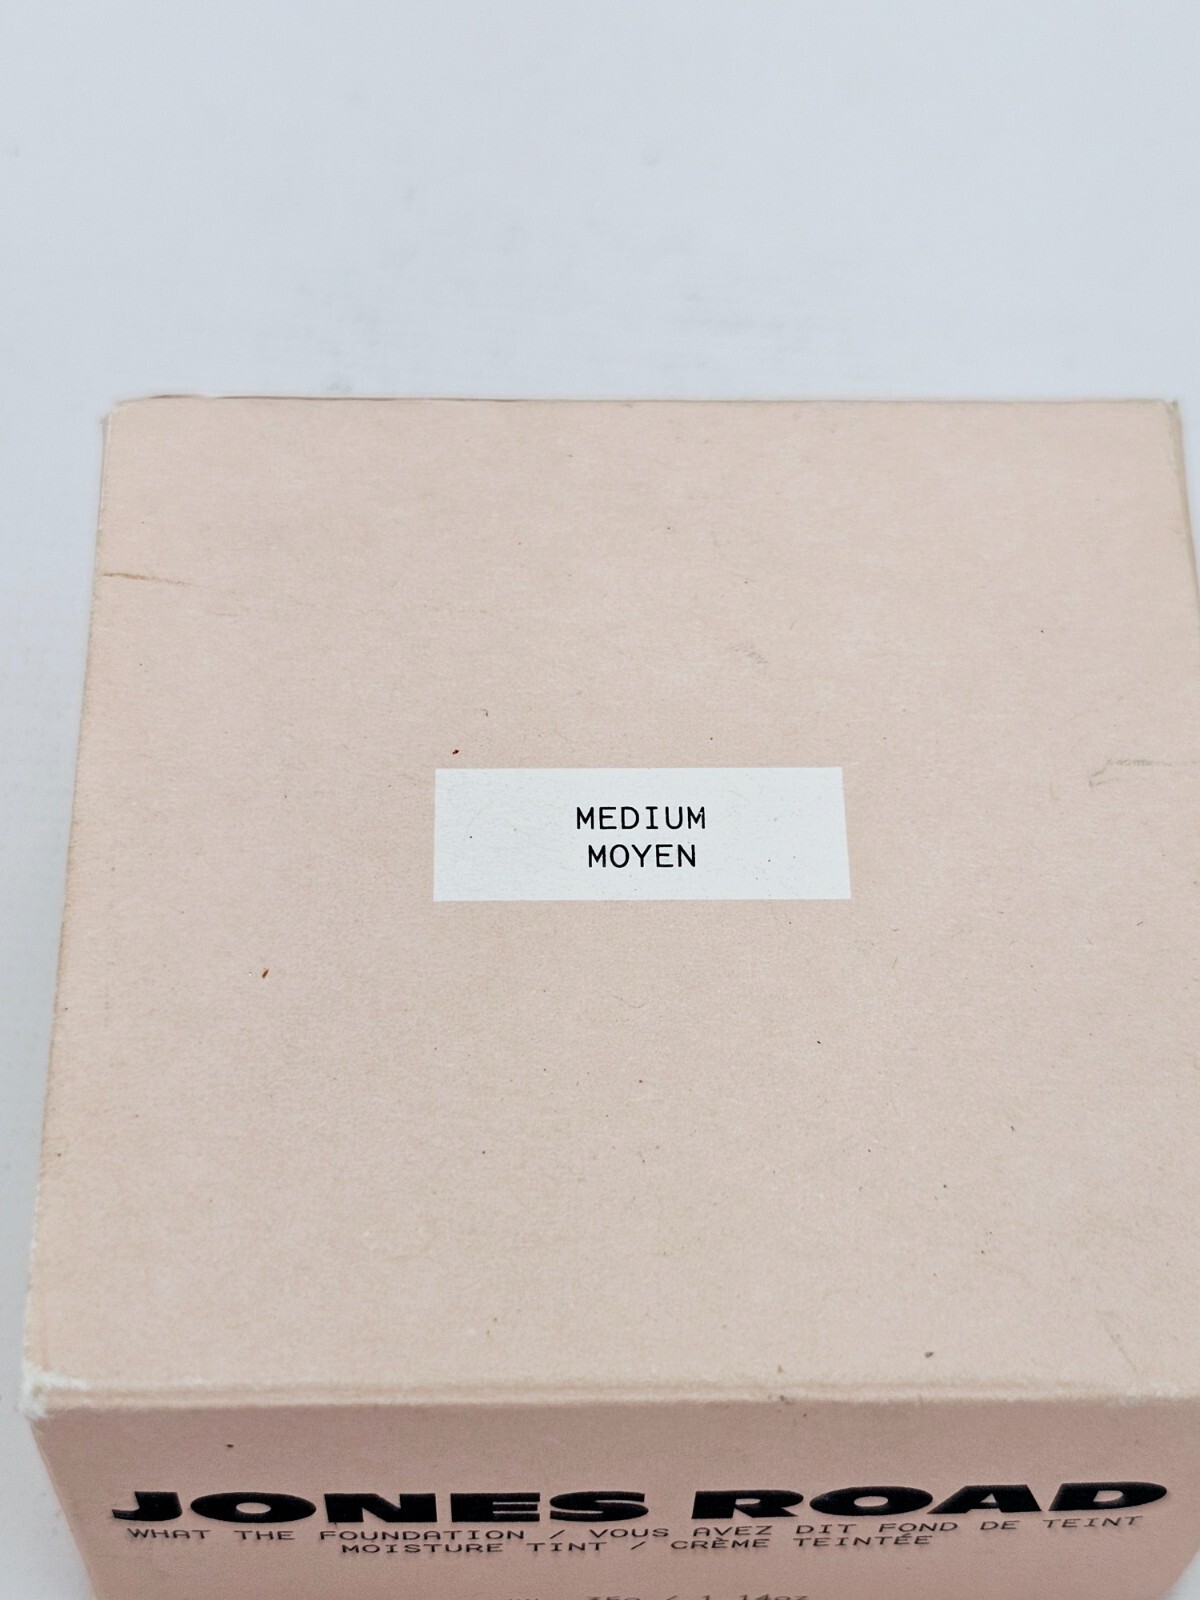 MEDIUM
MOYEN
JONES ROAD
WHAT THE FOUNDATION / VOUS AVEZ DIT FOND DE TEINT
MOISTURE TINT / CRÈME TEINTÉE